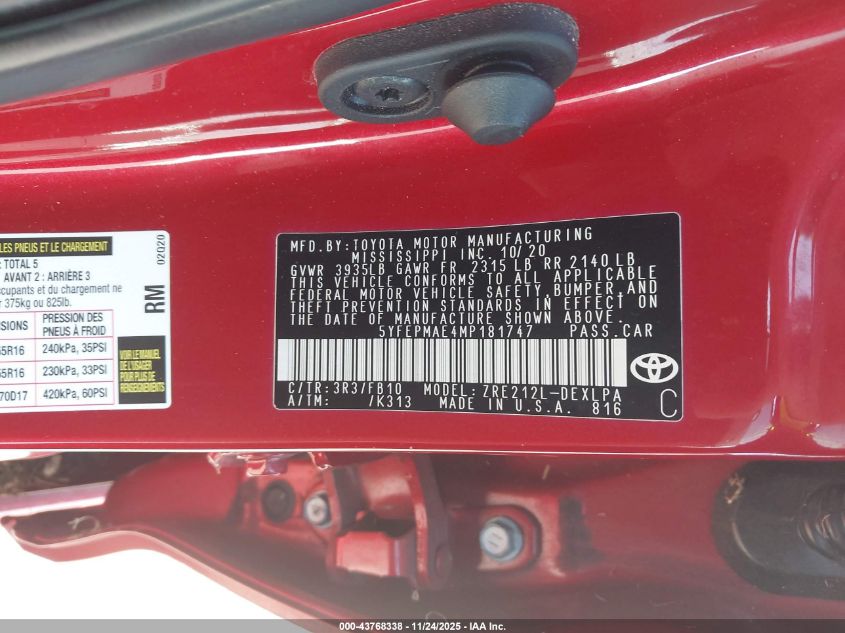 LES PNEUS ET LE CHARGEMENT
TOTAL 5
AVANT 2 : ARRIÈRE 3
ccupants et du chargement ne
r 375kg ou 825lb.
PRESSION DES
PNEUS À FROID
5R16 240kPa, 35PSI
5R16 230kPa, 33PSI
70D17 420kPa, 60PSI
VOIR LE MANUEL
DE L'USAGER
POUR PLUS DE
RENSEIGNEMENTS
02020
RM
MFD.BY:TOYOTA MOTOR MANUFACTURING
MISSISSIPPI INC. 10/20
GVWR 3935LB GAWR FR 2315 LB RR 2140 LB
THIS VEHICLE CONFORMS TO ALL APPLICABLE
FEDERAL MOTOR VEHICLE SAFETY, BUMPER, AND
THEFT PREVENTION STANDARDS IN EFFECT ON
THE DATE OF MANUFACTURE SHOWN ABOVE.
5YFEPMAE4MP181747 PASS.CAR
C/TR:3R3/FB10 MODEL:ZRE212L-DEXLPA
A/TM: /K313 MADE IN U.S.A. 816
TOYOTA
C
000-43768338 - 11/24/2025 - IAA Inc.